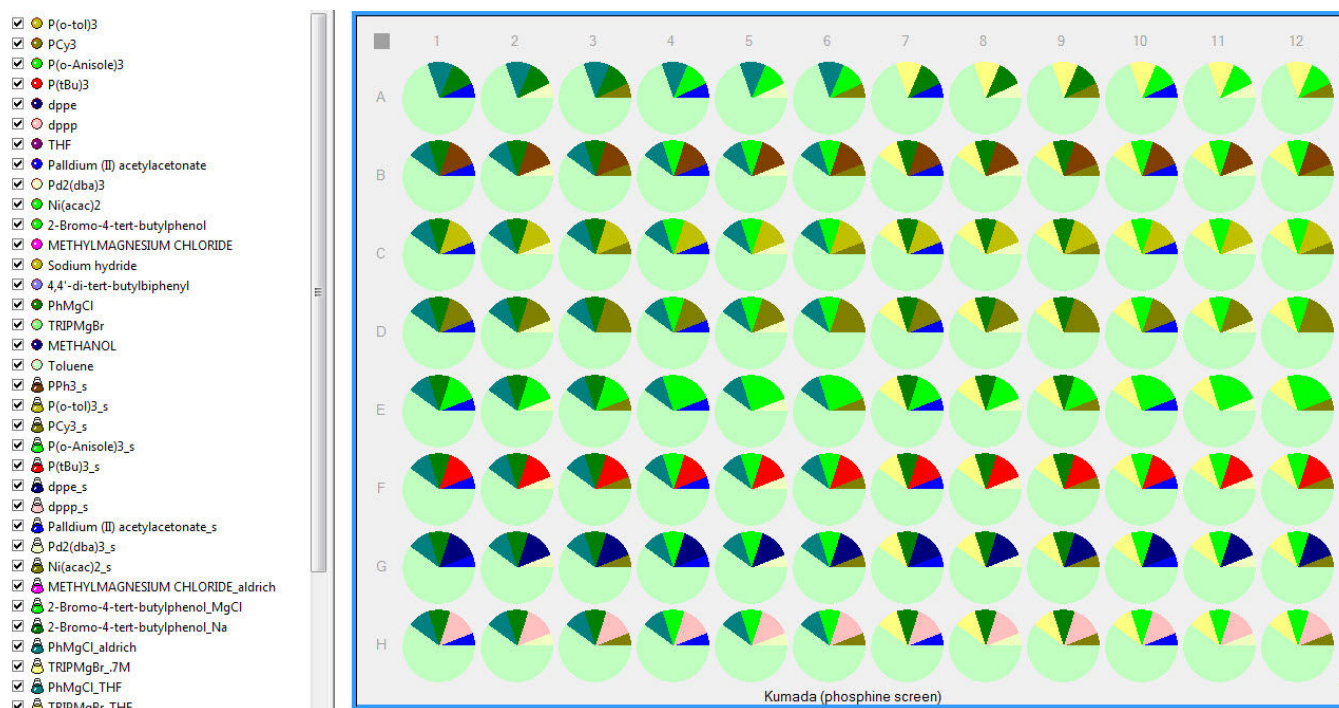 P(o-tol)3
PCy3
P(o-Anisole)3
P(tBu)3
dppe
dppp
THF
Palldium (II) acetylacetonate
Pd2(dba)3
Ni(acac)2
2-Bromo-4-tert-butylphenol
METHYLMAGNESIUM CHLORIDE
Sodium hydride
4,4'-di-tert-butylbiphenyl
PhMgCl
TRIPMgBr
METHANOL
Toluene
PPh3_s
P(o-tol)3_s
PCy3_s
P(o-Anisole)3_s
P(tBu)3_s
dppe_s
dppp_s
Palldium (II) acetylacetonate_s
Pd2(dba)3_s
Ni(acac)2_s
METHYLMAGNESIUM CHLORIDE_aldrich
2-Bromo-4-tert-butylphenol_MgCl
2-Bromo-4-tert-butylphenol_Na
PhMgCl_aldrich
TRIPMgBr_.7M
PhMgCl_THF
TRIPMgBr_THF
1 2 3 4 5 6 7 8 9 10 11 12
A
B
C
D
E
F
G
H
Kumada (phosphine screen)